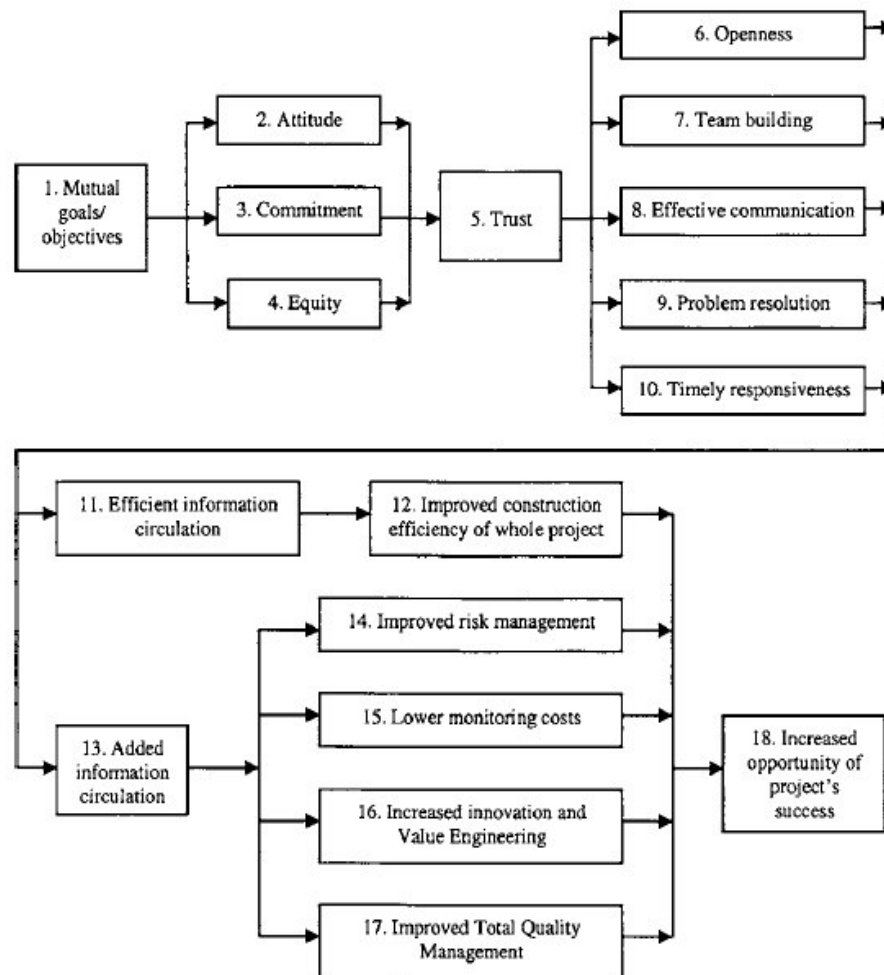 1. Mutual
goals/
objectives
2. Attitude
3. Commitment
4. Equity
5. Trust
6. Openness
7. Team building
8. Effective communication
9. Problem resolution
10. Timely responsiveness
11. Efficient information
circulation
12. Improved construction
efficiency of whole project
13. Added
information
circulation
14. Improved risk management
15. Lower monitoring costs
16. Increased innovation and
Value Engineering
17. Improved Total Quality
Management
18. Increased
opportunity of
project's
success